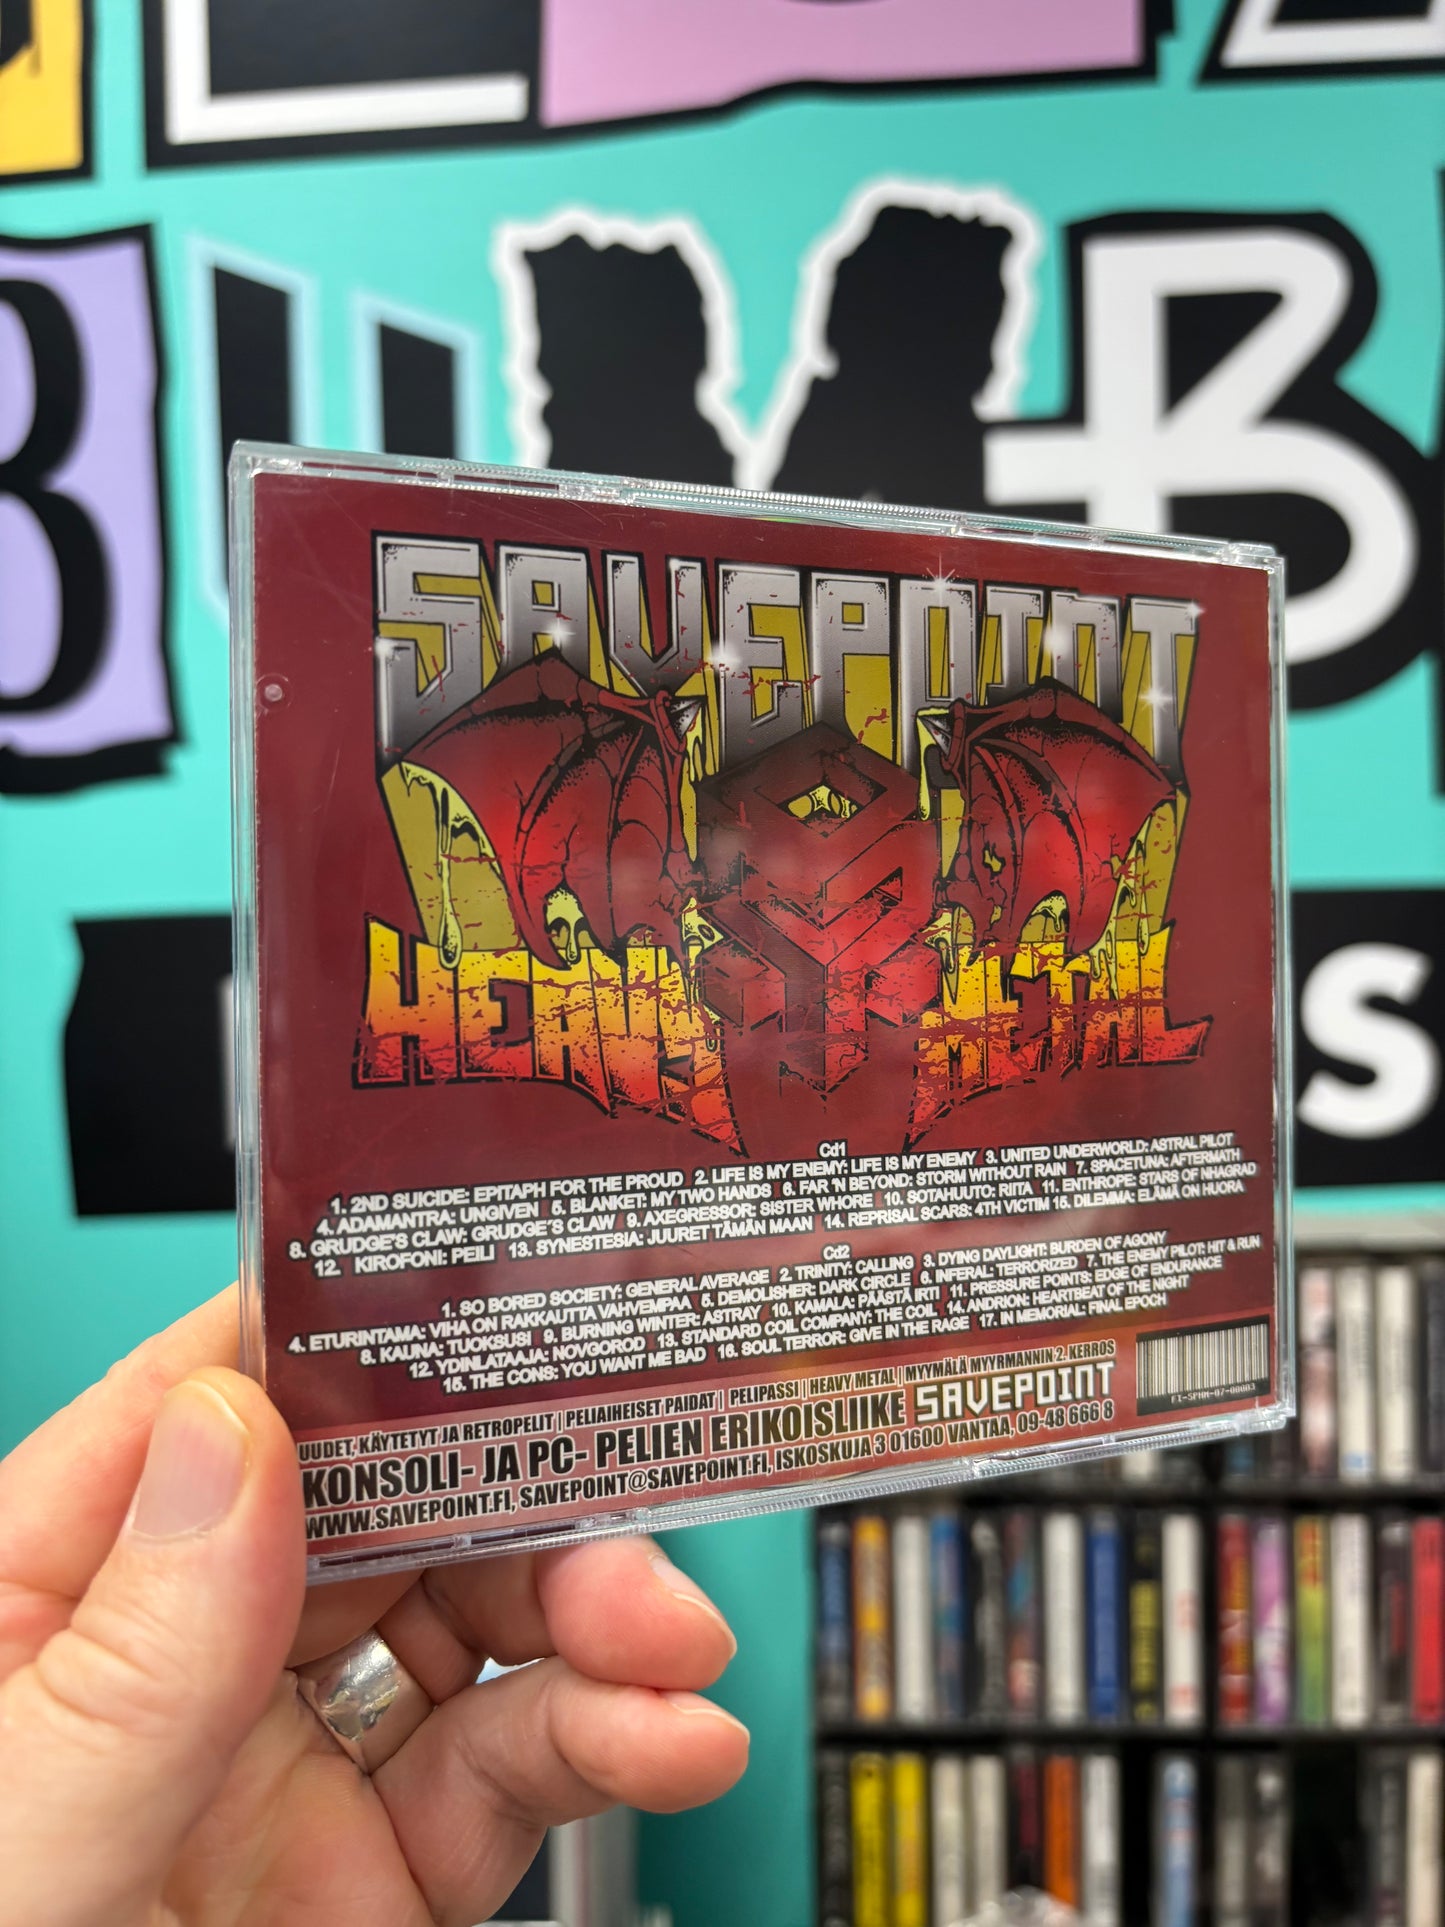 SAVEPOINT
HEAVY METAL
Cd1
1. 2ND SUICIDE: EPITAPH FOR THE PROUD 2. LIFE IS MY ENEMY: LIFE IS MY ENEMY 3. UNITED UNDERWORLD: ASTRAL PILOT
4. ADAMANTRA: UNGIVEN 5. BLANKET: MY TWO HANDS 6. FAR 'N BEYOND: STORM WITHOUT RAIN 7. SPACETUNA: AFTERMATH
8. GRUDGE'S CLAW: GRUDGE'S CLAW 9. AXEGRESSOR: SISTER WHORE 10. SOTAHUUTO: RIITA 11. ENTHROPE: STARS OF NHAGRAD
12. KIROFONI: PEILI 13. SYNESTESIA: JUURET TÄMÄN MAAN 14. REPRISAL SCARS: 4TH VICTIM 15. DILEMMA: ELÄMÄ ON HUORA
Cd2
1. SO BORED SOCIETY: GENERAL AVERAGE 2. TRINITY: CALLING 3. DYING DAYLIGHT: BURDEN OF AGONY
4. ETURINTAMA: VIHA ON RAKKAUTTA VAHVEMPAA 5. DEMOLISHER: DARK CIRCLE 6. INFERAL: TERRORIZED 7. THE ENEMY PILOT: HIT & RUN
8. KAUNA: TUOKSUSI 9. BURNING WINTER: ASTRAY 10. KAMALA: PÄÄSTÄ IRTI 11. PRESSURE POINTS: EDGE OF ENDURANCE
12. YDINLATAAJA: NOVGOROD 13. STANDARD COIL COMPANY: THE COIL 14. ANDRION: HEARTBEAT OF THE NIGHT
15. THE CONS: YOU WANT ME BAD 16. SOUL TERROR: GIVE IN THE RAGE 17. IN MEMORIAL: FINAL EPOCH
UUDET, KÄYTETYT JA RETROPELIT | PELIAIHEISET PAIDAT | PELIPASSI | HEAVY METAL | MYYMÄLÄ MYYRMANNIN 2. KERROS
KONSOLI- JA PC- PELIEN ERIKOISLIIKE SAVEPOINT
WWW.SAVEPOINT.FI, SAVEPOINT@SAVEPOINT.FI, ISKOSKUJA 3 01600 VANTAA, 09-48 666 8
FI-SPHM-07-00003